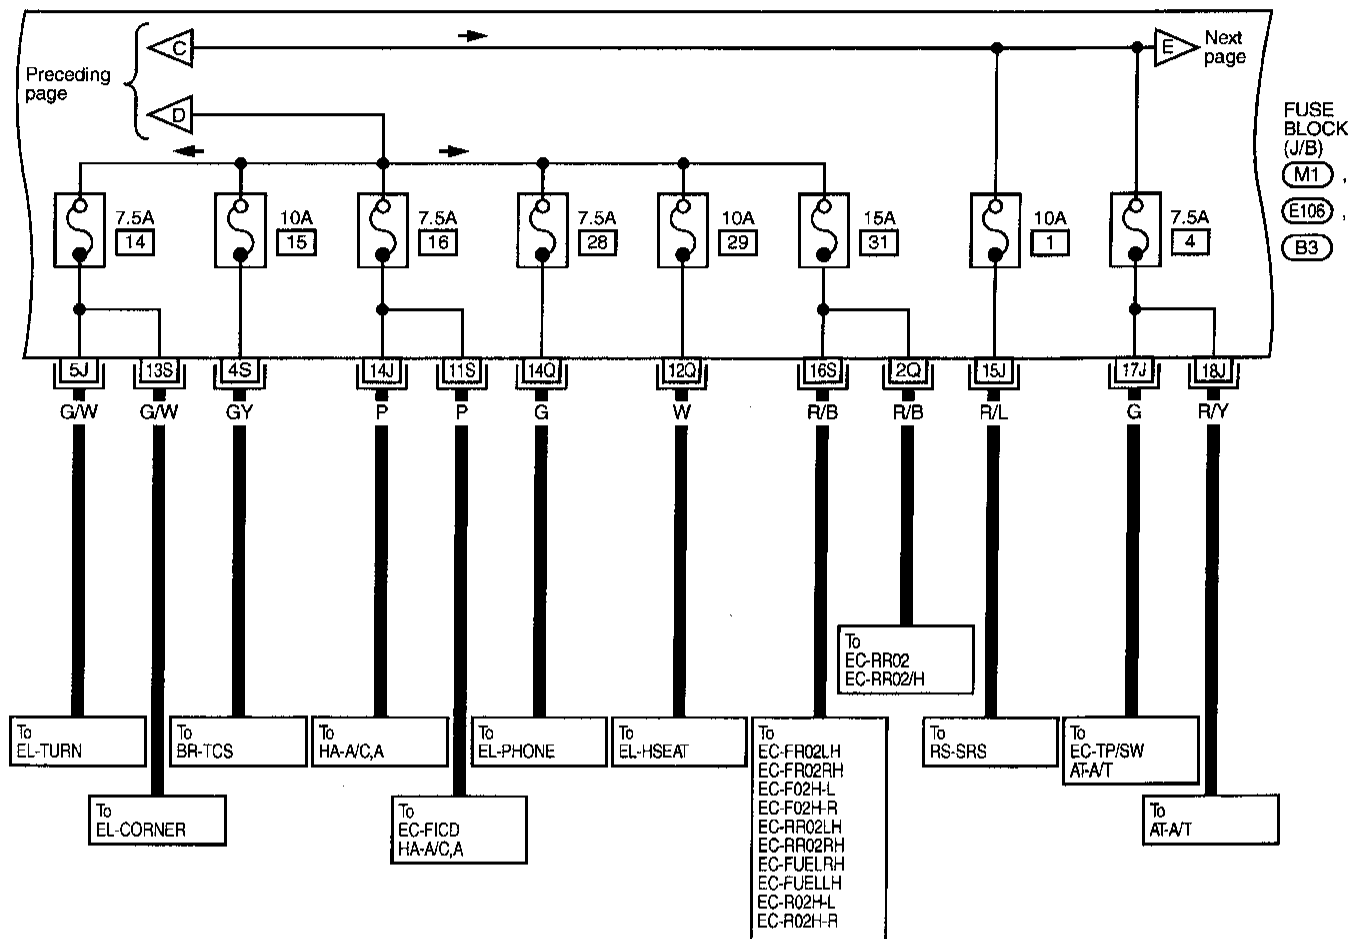 C
E
Next
page
Preceding
page
D
FUSE
BLOCK
(J/B)
M1 ,
E106 ,
B3
7.5A
14
10A
15
7.5A
16
7.5A
28
10A
29
15A
31
10A
1
7.5A
4
5J 13S 4S 14J 11S 14Q 12Q 16S 2Q 15J 17J 18J
G/W G/W GY P P G W R/B R/B R/L G R/Y
To
EC-RR02
EC-RR02/H
To
EL-TURN
To
BR-TCS
To
HA-A/C,A
To
EL-PHONE
To
EL-HSEAT
To
EC-FR02LH
EC-FR02RH
EC-F02H-L
EC-F02H-R
EC-RR02LH
EC-RR02RH
EC-FUELRH
EC-FUELLH
EC-R02H-L
EC-R02H-R
To
RS-SRS
To
EC-TP/SW
AT-A/T
To
EL-CORNER
To
EC-FICD
HA-A/C,A
To
AT-A/T